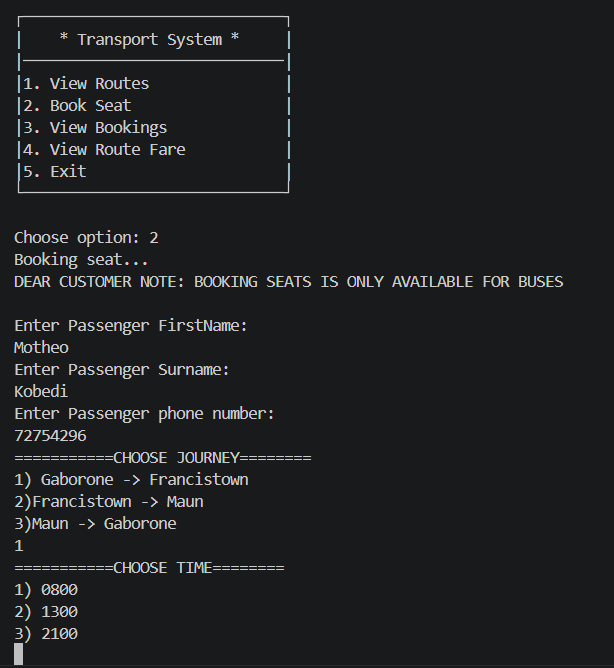 * Transport System *
1. View Routes
2. Book Seat
3. View Bookings
4. View Route Fare
5. Exit
Choose option: 2
Booking seat...
DEAR CUSTOMER NOTE: BOOKING SEATS IS ONLY AVAILABLE FOR BUSES
Enter Passenger FirstName:
Motheo
Enter Passenger Surname:
Kobedi
Enter Passenger phone number:
72754296
===========CHOOSE JOURNEY========
1) Gaborone -> Francistown
2)Francistown -> Maun
3)Maun -> Gaborone
1
===========CHOOSE TIME========
1) 0800
2) 1300
3) 2100